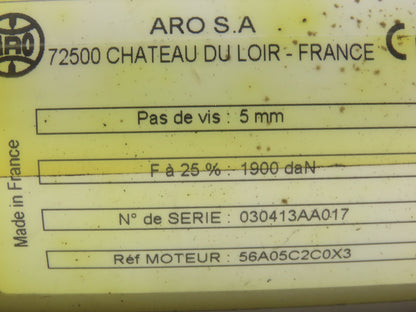 ARO
ARO S.A
72500 CHATEAU DU LOIR - FRANCE
Pas de vis : 5 mm
F à 25 % : 1900 daN
N° de SERIE : 030413AA017
Réf MOTEUR : 56A05C2C0X3
Made in France